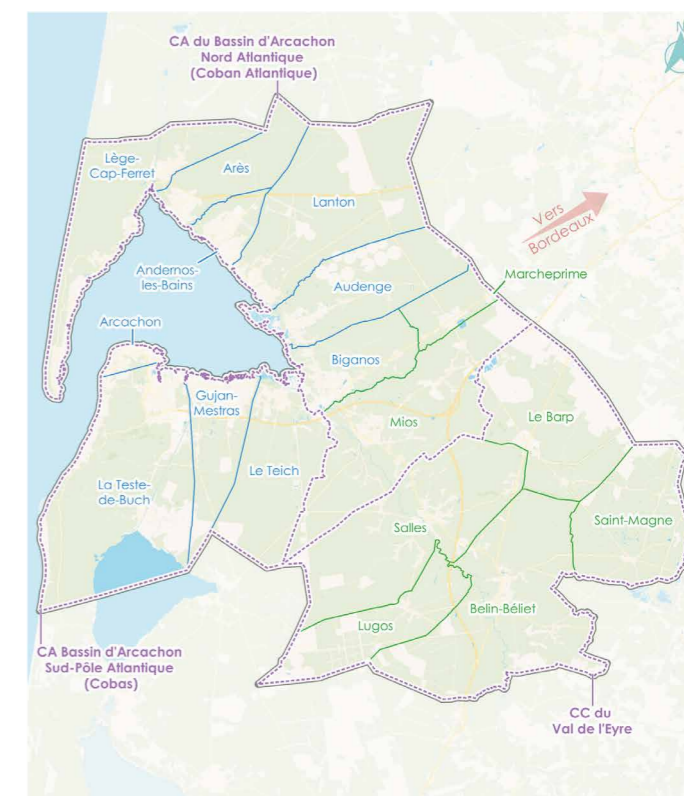 N
CA du Bassin d'Arcachon
Nord Atlantique
(Coban Atlantique)
Lège-
Cap-Ferret
Arès
Lanton
Vers
Bordeaux
Andernos-
les-Bains
Audenge
Marcheprime
Arcachon
Biganos
Gujan-
Mestras
Mios
Le Barp
La Teste-
de-Buch
Le Teich
Salles
Saint-Magne
Lugos
Belin-Béliet
CA Bassin d'Arcachon
Sud-Pôle Atlantique
(Cobas)
CC du
Val de l'Eyre